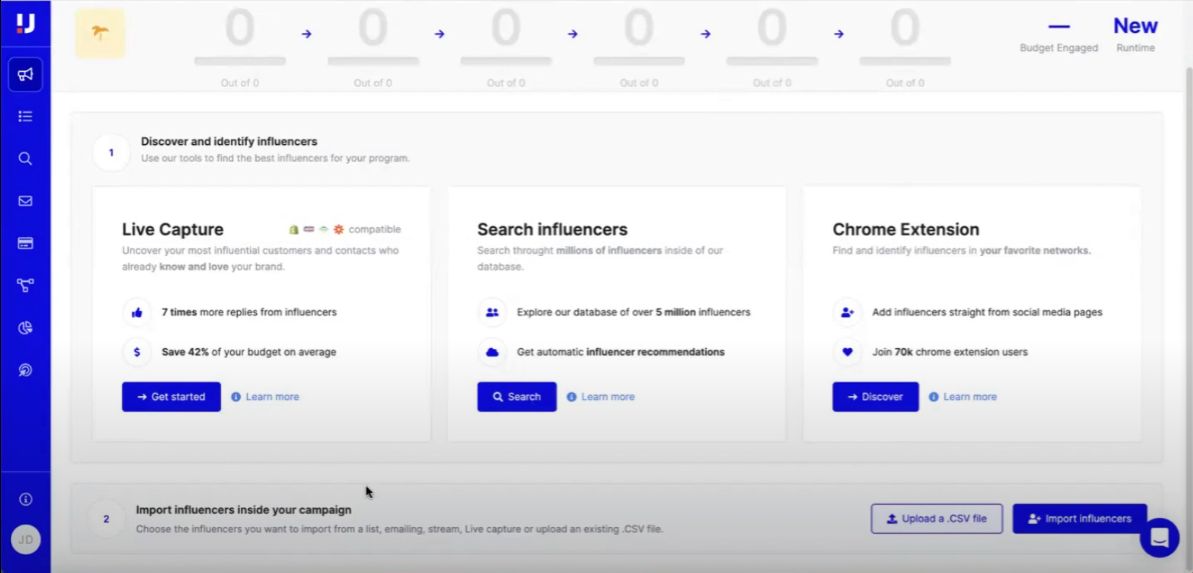 0 0 0 0 0 0
Out of 0 Out of 0 Out of 0 Out of 0 Out of 0 Out of 0
New
Budget Engaged Runtime
1
Discover and identify influencers
Use our tools to find the best influencers for your program.
Live Capture
compatible
Uncover your most influential customers and contacts who
already know and love your brand.
7 times more replies from influencers
Save 42% of your budget on average
Get started
Learn more
Search influencers
Search throught millions of influencers inside of our
database.
Explore our database of over 5 million influencers
Get automatic influencer recommendations
Search
Learn more
Chrome Extension
Find and identify influencers in your favorite networks.
Add influencers straight from social media pages
Join 70k chrome extension users
Discover
Learn more
2
Import influencers inside your campaign
Choose the influencers you want to import from a list, emailing, stream, Live capture or upload an existing .CSV file.
Upload a .CSV file
Import influencers
JD